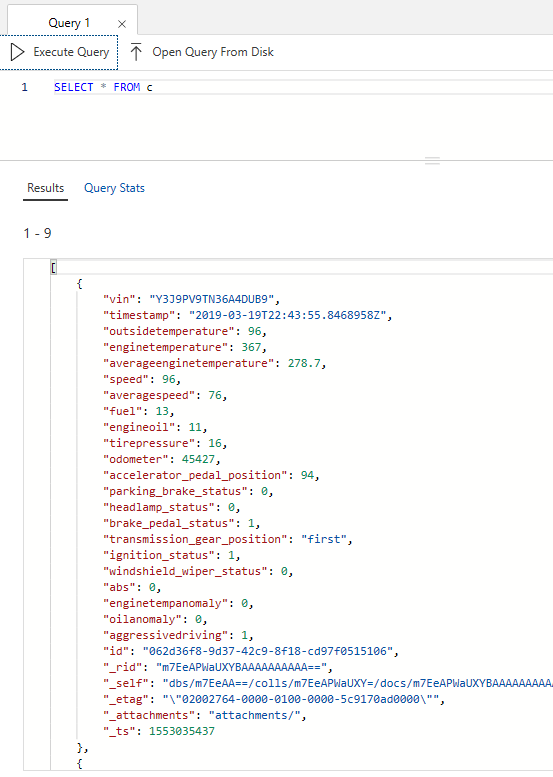 Query 1
Execute Query Open Query From Disk
1 SELECT * FROM c
Results Query Stats
1 - 9
[
{
"vin": "Y3J9PV9TN36A4DUB9",
"timestamp": "2019-03-19T22:43:55.8468958Z",
"outsidetemperature": 96,
"enginetemperature": 367,
"averageenginetemperature": 278.7,
"speed": 96,
"averagespeed": 76,
"fuel": 13,
"engineoil": 11,
"tirepressure": 16,
"odometer": 45427,
"accelerator_pedal_position": 94,
"parking_brake_status": 0,
"headlamp_status": 0,
"brake_pedal_status": 1,
"transmission_gear_position": "first",
"ignition_status": 1,
"windshield_wiper_status": 0,
"abs": 0,
"enginetempanomaly": 0,
"oilanomaly": 0,
"aggressivedriving": 1,
"id": "062d36f8-9d37-42c9-8f18-cd97f0515106",
"_rid": "m7EeAPWaUXYBAAAAAAAAAA==",
"_self": "dbs/m7EeAA==/colls/m7EeAPWaUXY=/docs/m7EeAPWaUXYBAAAAAAAAA
"_etag": "\"02002764-0000-0100-0000-5c9170ad0000\"",
"_attachments": "attachments/",
"_ts": 1553035437
},
{